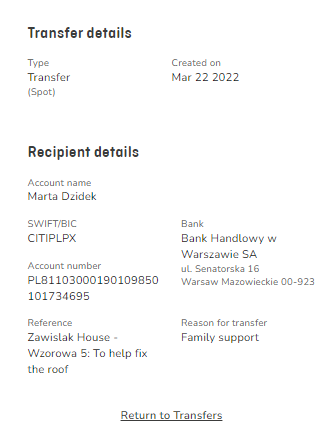 Transfer details
Type
Created on
Transfer
Mar 22 2022
(Spot)
Recipient details
Account name
Marta Dzidek
SWIFT/BIC
CITIPLPX
Bank
Bank Handlowy w
Warszawie SA
ul. Senatorska 16
Warsaw Mazowieckie 00-923
Account number
PL81103000190109850
101734695
Reference
Zawislak House -
Wzorowa 5: To help fix
the roof
Reason for transfer
Family support
Return to Transfers